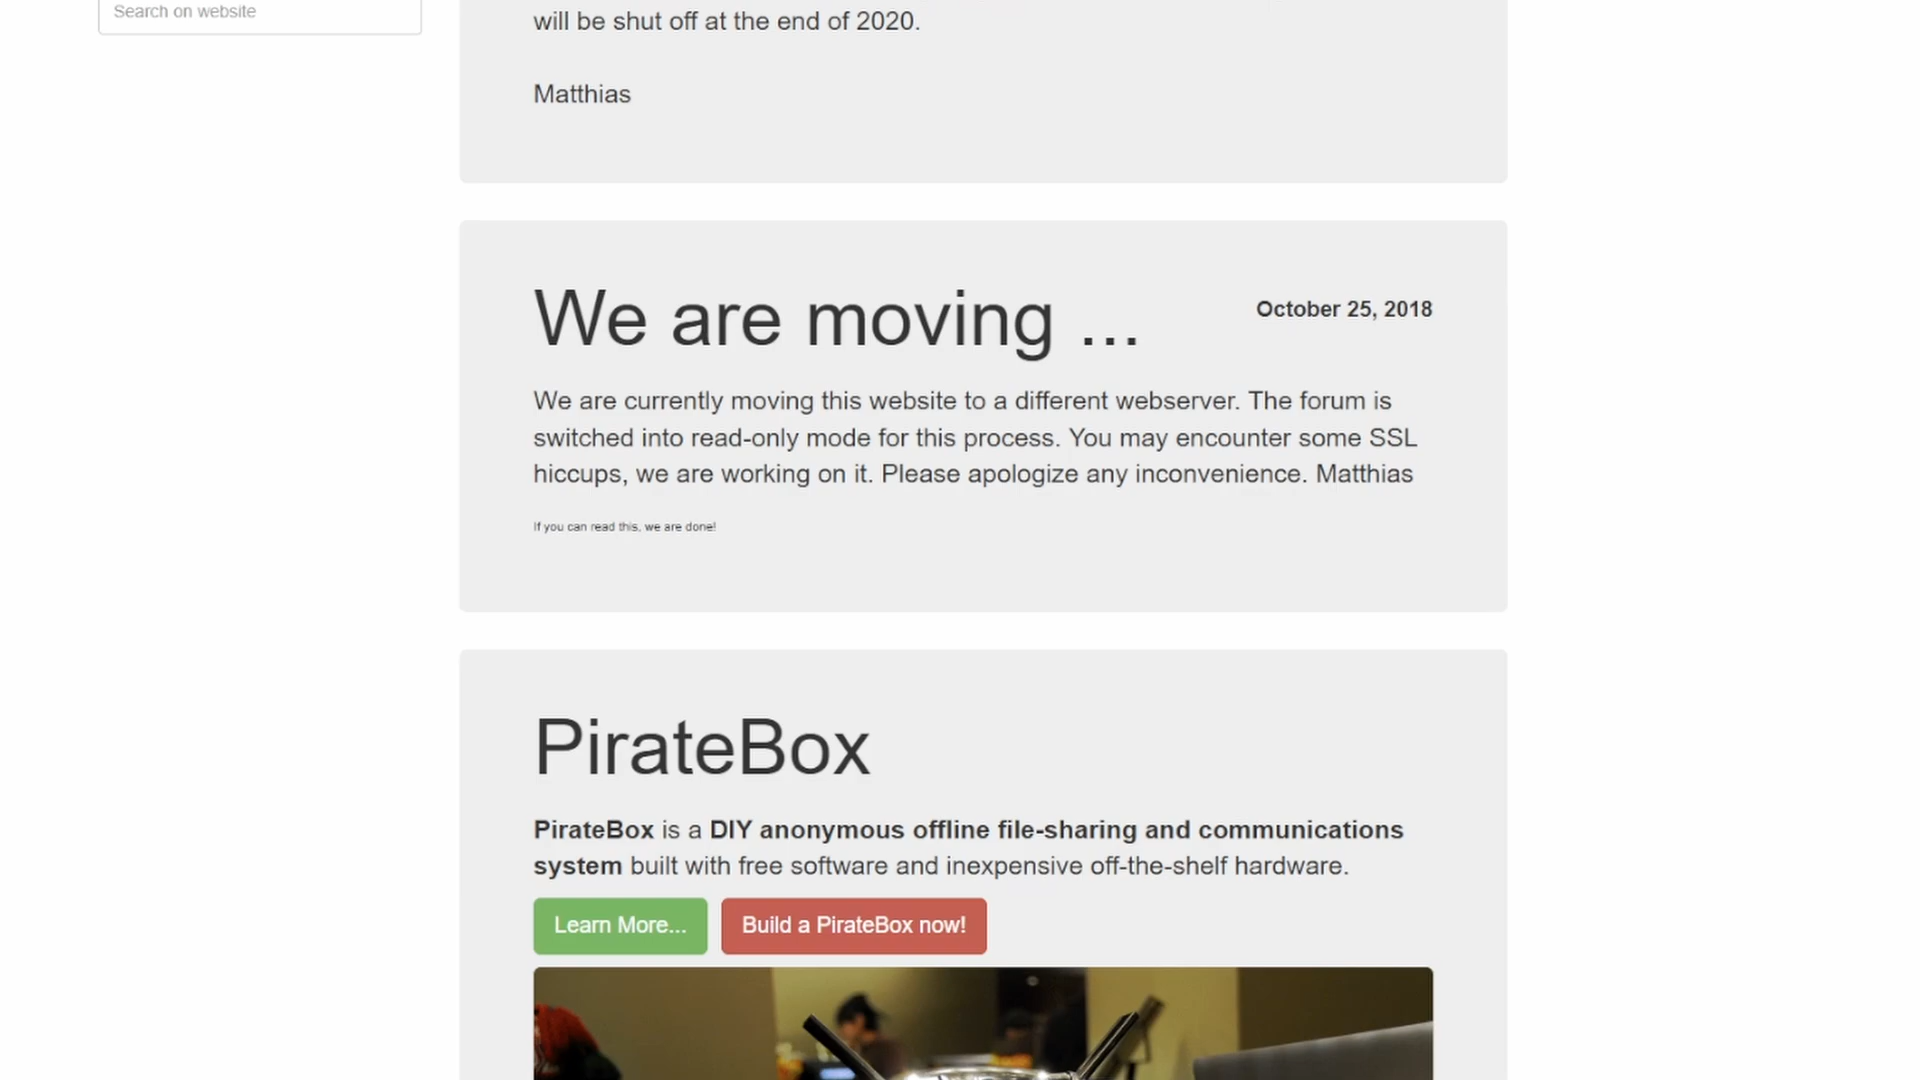 Search on website
will be shut off at the end of 2020.
Matthias
We are moving ...
October 25, 2018
We are currently moving this website to a different webserver. The forum is
switched into read-only mode for this process. You may encounter some SSL
hiccups, we are working on it. Please apologize any inconvenience. Matthias
If you can read this, we are done!
PirateBox
PirateBox is a DIY anonymous offline file-sharing and communications
system built with free software and inexpensive off-the-shelf hardware.
Learn More...
Build a PirateBox now!